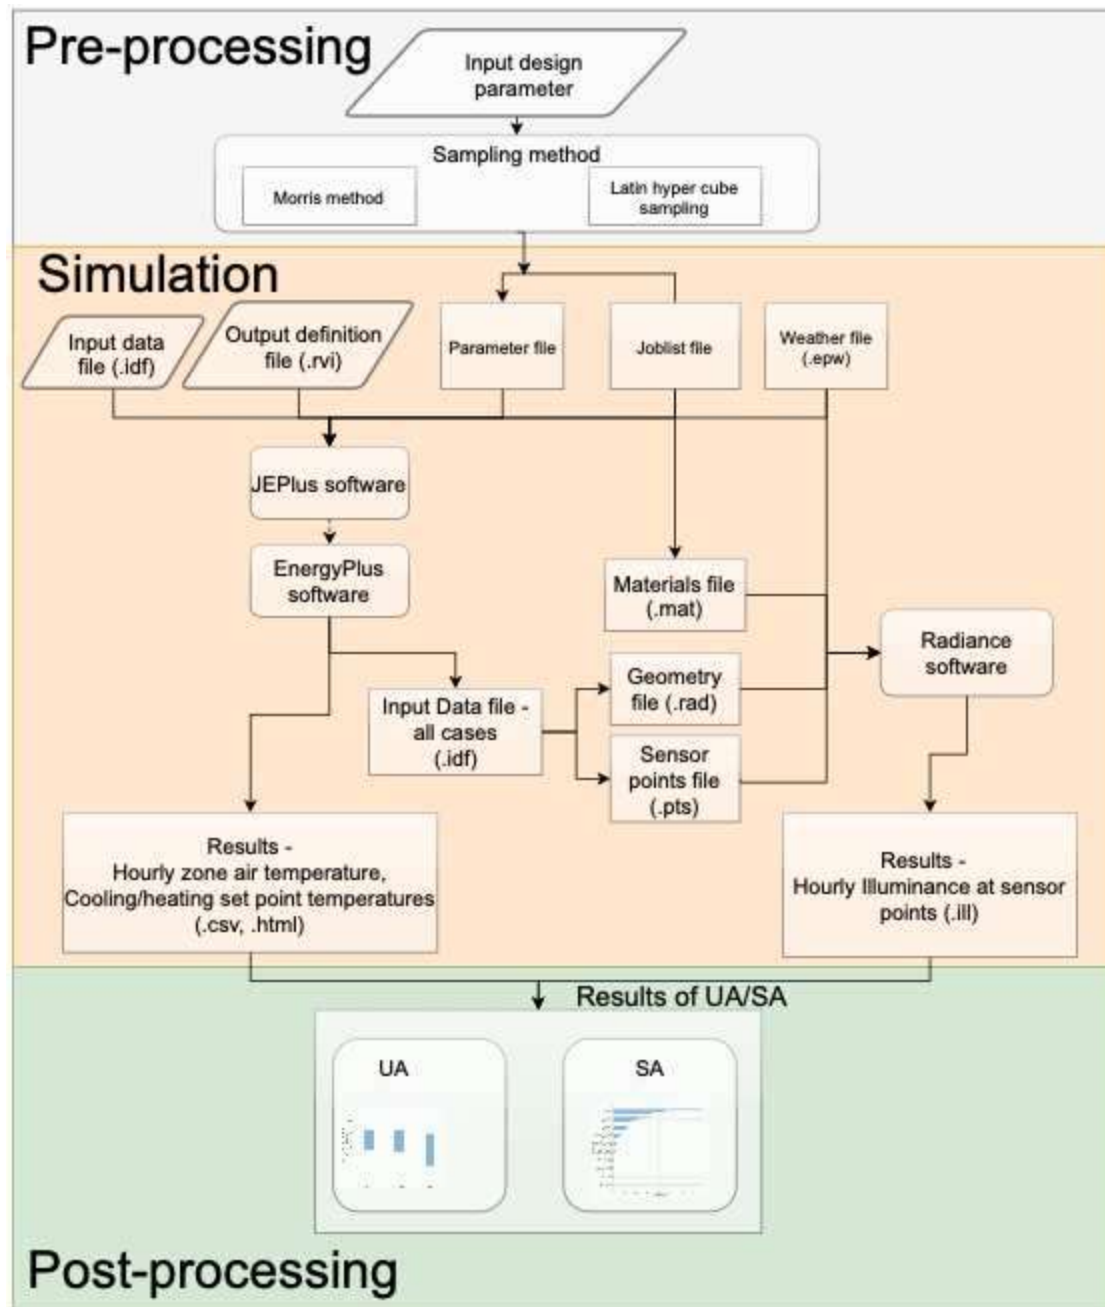 Pre-processing
Input design
parameter
Sampling method
Morris method
Latin hyper cube
sampling
Simulation
Input data
file (.idf)
Output definition
file (.rvi)
Parameter file
Joblist file
Weather file
(.epw)
JEPlus software
EnergyPlus
software
Materials file
(.mat)
Radiance
software
Geometry
file (.rad)
Input Data file -
all cases
(.idf)
Sensor
points file
(.pts)
Results -
Hourly zone air temperature,
Cooling/heating set point temperatures
(.csv, .html)
Results -
Hourly Illuminance at sensor
points (.ill)
Results of UA/SA
UA
SA
Post-processing